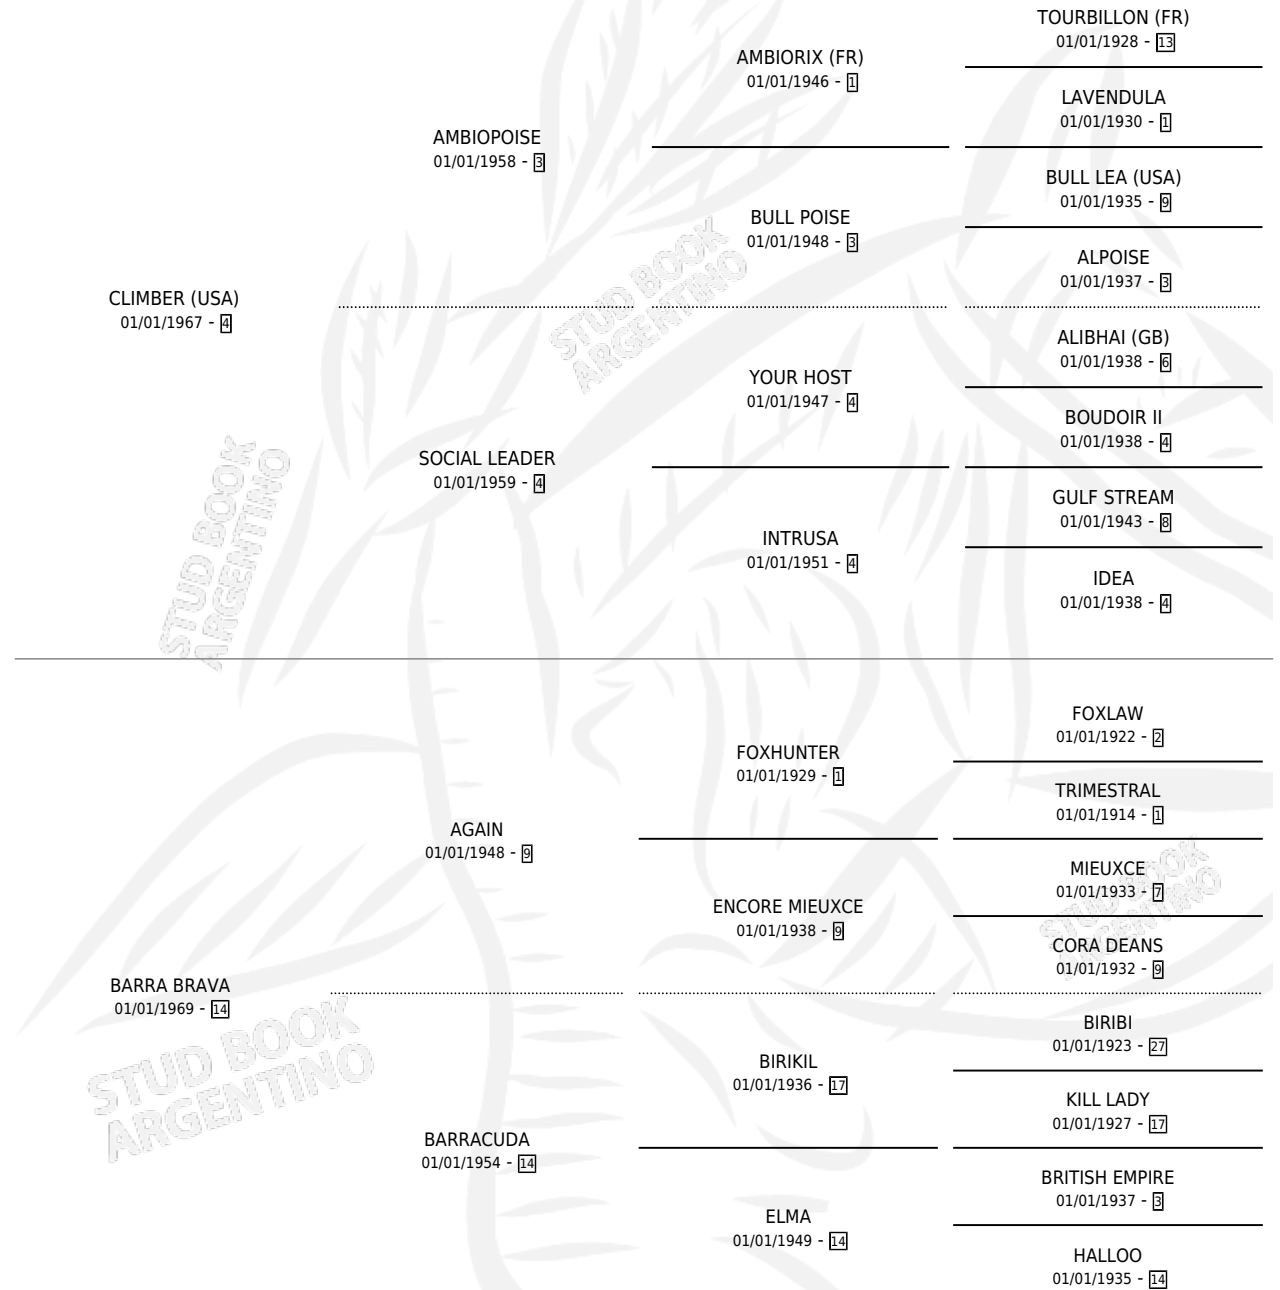 TOURBILLON (FR)
01/01/1928 - 13
AMBIORIX (FR)
01/01/1946 - 1
LAVENDULA
01/01/1930 - 1
AMBIOPOISE
01/01/1958 - 3
BULL LEA (USA)
01/01/1935 - 9
BULL POISE
01/01/1948 - 3
ALPOISE
01/01/1937 - 3
CLIMBER (USA)
01/01/1967 - 4
STUD BOOK
ARGENTINO
ALIBHAI (GB)
01/01/1938 - 6
YOUR HOST
01/01/1947 - 4
BOUDOIR II
01/01/1938 - 4
SOCIAL LEADER
01/01/1959 - 4
GULF STREAM
01/01/1943 - 8
INTRUSA
01/01/1951 - 4
IDEA
01/01/1938 - 4
STUD BOOK
ARGENTINO
FOXLAW
01/01/1922 - 2
FOXHUNTER
01/01/1929 - 1
TRIMESTRAL
01/01/1914 - 1
AGAIN
01/01/1948 - 9
MIEUXCE
01/01/1933 - 7
ENCORE MIEUXCE
01/01/1938 - 9
STUD BOOK
ARGENTINO
CORA DEANS
01/01/1932 - 9
BARRA BRAVA
01/01/1969 - 14
BIRIBI
01/01/1923 - 27
BIRIKIL
01/01/1936 - 17
STUD BOOK
ARGENTINO
KILL LADY
01/01/1927 - 17
BARRACUDA
01/01/1954 - 14
BRITISH EMPIRE
01/01/1937 - 3
ELMA
01/01/1949 - 14
HALLOO
01/01/1935 - 14